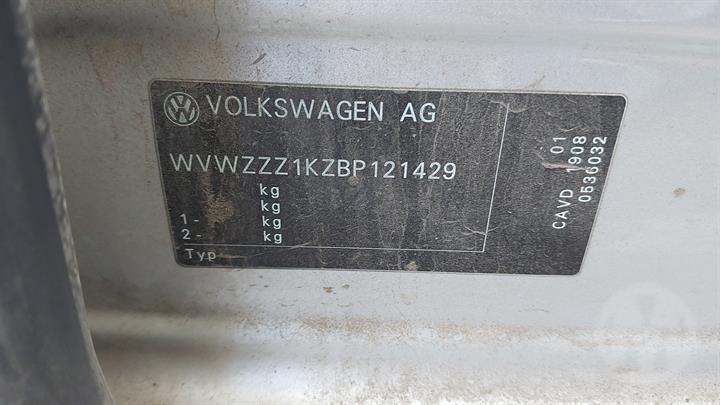 VOLKSWAGEN AG
WVWZZZ1KZBP121429
kg
kg
1- kg
2- kg
Typ
01
CAVD 1908
0536032